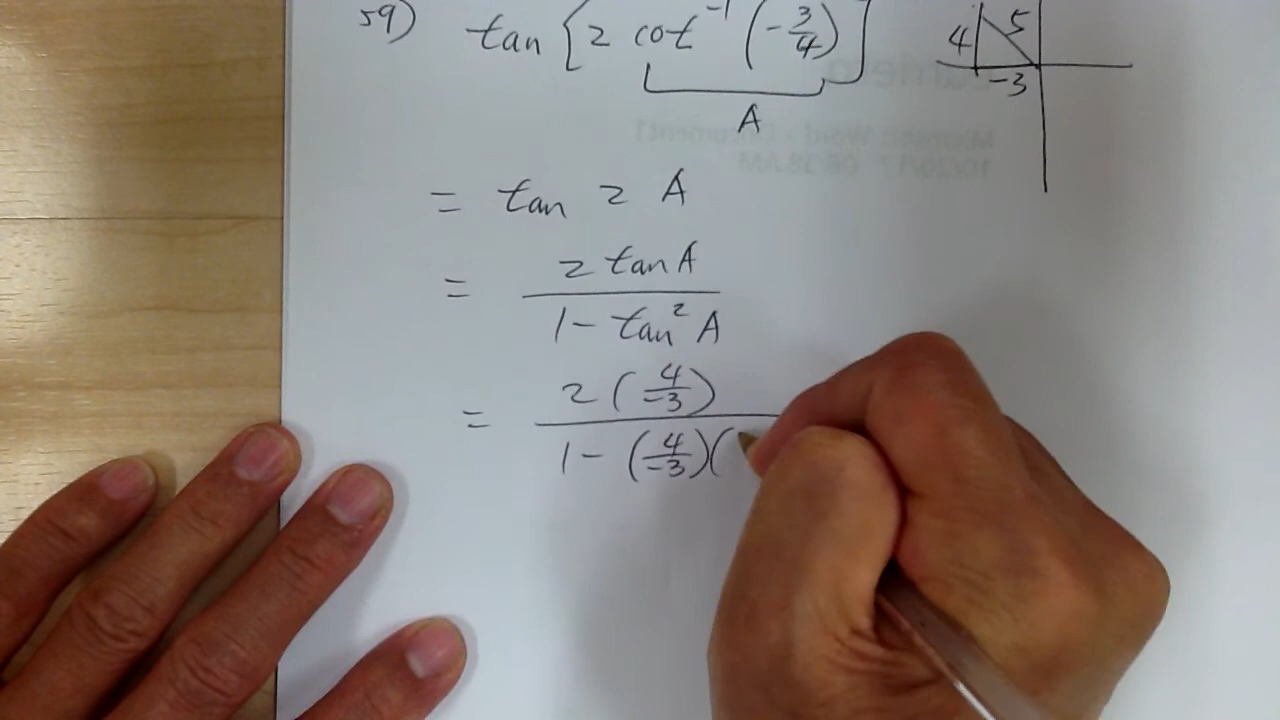 59) tan [2 cot⁻¹ (-3/4)] 4 5 -3
A
= tan 2 A
= 2 tan A / 1 - tan² A
= 2 (4/-3) / 1 - (4/-3)(